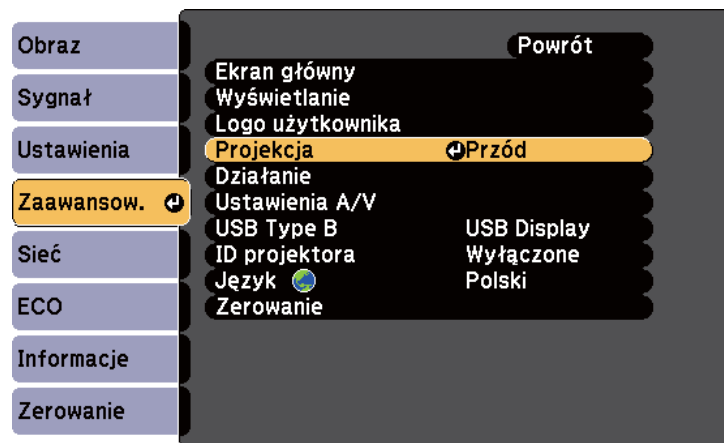 Obraz
Sygnał
Ustawienia
Zaawansow.
Sieć
ECO
Informacje
Zerowanie
Powrót
Ekran główny
Wyświetlanie
Logo użytkownika
Projekcja Przód
Działanie
Ustawienia A/V
USB Type B USB Display
ID projektora Wyłączone
Język Polski
Zerowanie